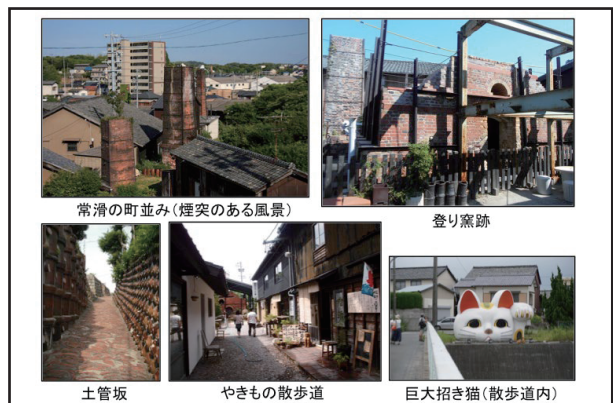 常滑の町並み（煙突のある風景）
登り窯跡
土管坂
やきもの散歩道
巨大招き猫（散歩道内）